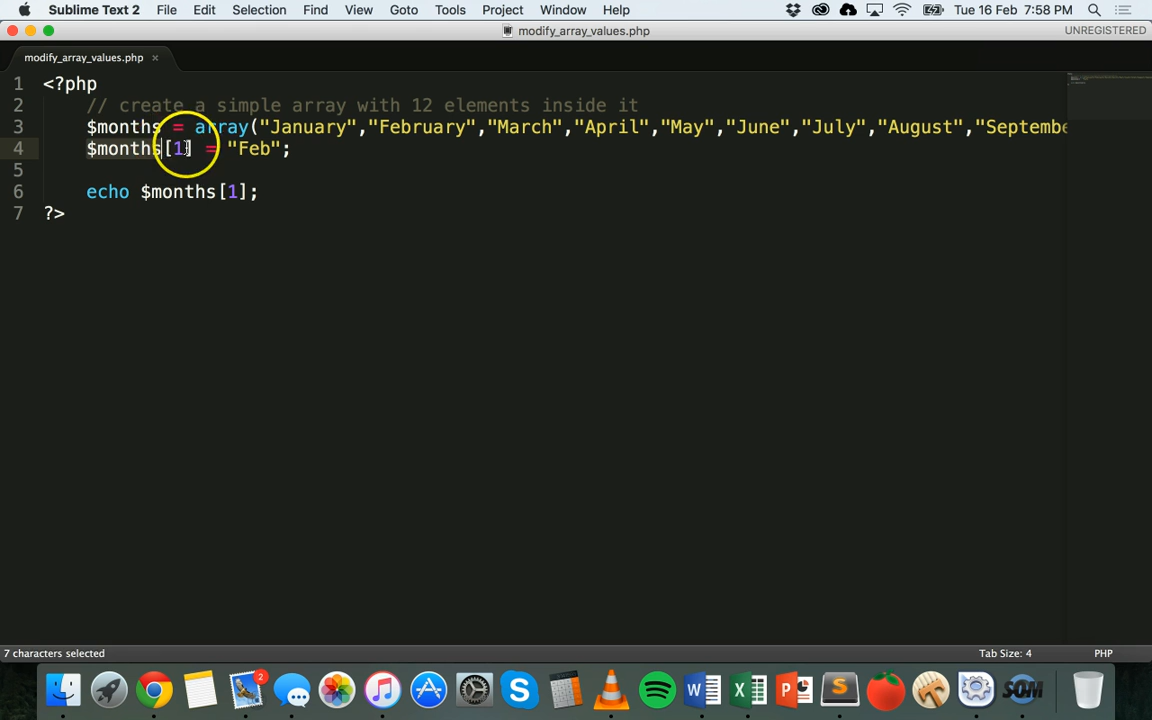 Sublime Text 2 File Edit Selection Find View Goto Tools Project Window Help Tue 16 Feb 7:58 PM
modify_array_values.php UNREGISTERED
modify_array_values.php ×
1 <?php
2 // create a simple array with 12 elements inside it
3 $months = array("January","February","March","April","May","June","July","August","Septembe
4 $months[1] = "Feb";
5
6 echo $months[1];
7 ?>
7 characters selected Tab Size: 4 PHP
2
SOM